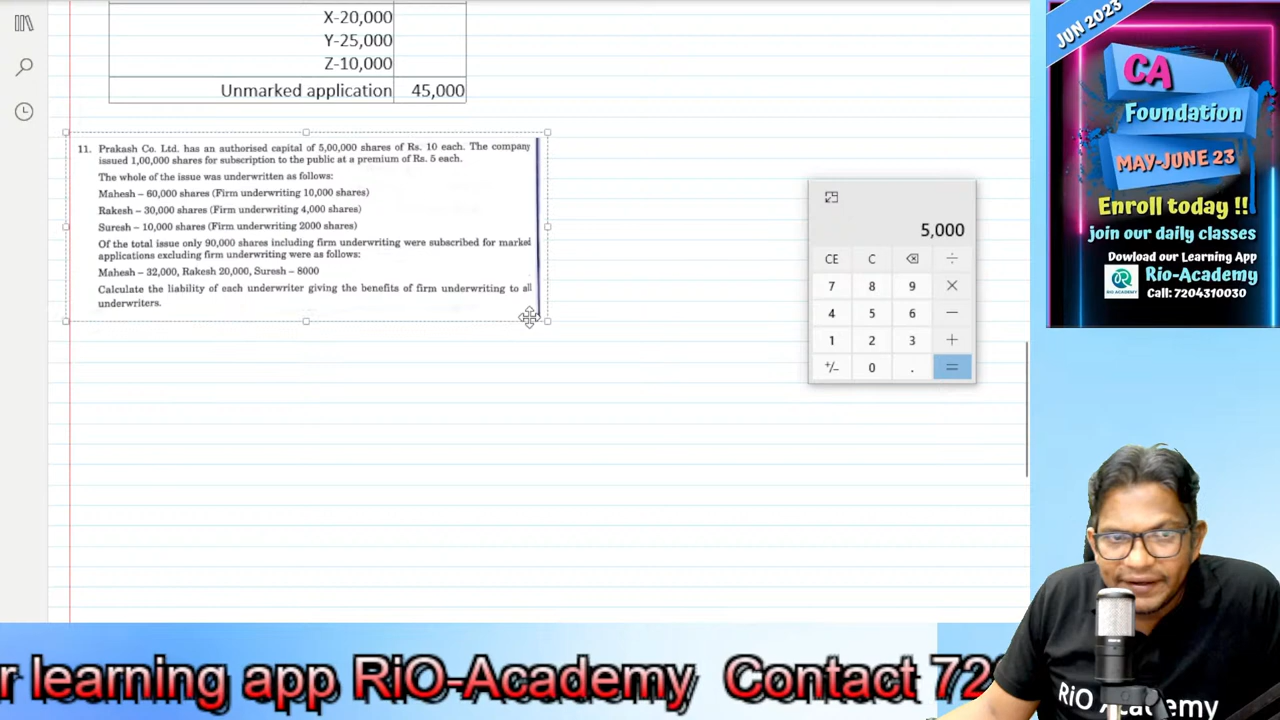 X-20,000
Y-25,000
Z-10,000
Unmarked application 45,000
11. Prakash Co. Ltd. has an authorised capital of 5,00,000 shares of Rs. 10 each. The company
issued 1,00,000 shares for subscription to the public at a premium of Rs. 5 each.
The whole of the issue was underwritten as follows:
Mahesh – 60,000 shares (Firm underwriting 10,000 shares)
Rakesh – 30,000 shares (Firm underwriting 4,000 shares)
Suresh – 10,000 shares (Firm underwriting 2000 shares)
Of the total issue only 90,000 shares including firm underwriting were subscribed for marked
applications excluding firm underwriting were as follows:
Mahesh – 32,000, Rakesh 20,000, Suresh – 8000
Calculate the liability of each underwriter giving the benefits of firm underwriting to all
underwriters.
5,000
CE C ⌫ ÷
7 8 9 ×
4 5 6 −
1 2 3 +
+/− 0 . =
JUN 2023
CA
Foundation
MAY-JUNE 23
Enroll today !!
join our daily classes
Dowload our Learning App
RIO ACADEMY
Rio-Academy
Call: 7204310030
RiO Academy
r learning app RiO-Academy Contact 72